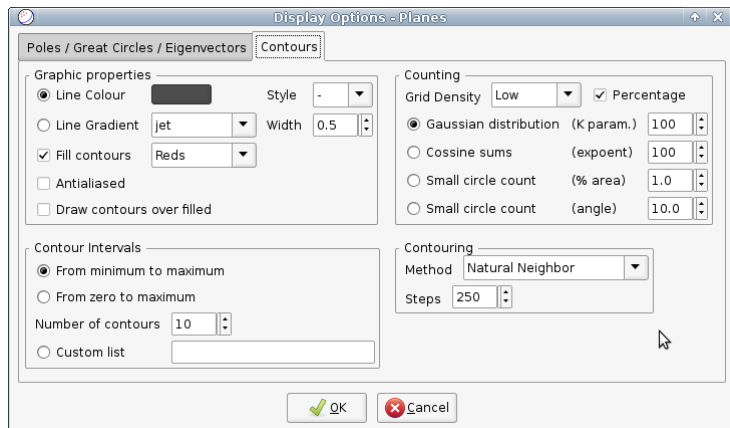 Display Options - Planes
Poles / Great Circles / Eigenvectors
Contours
Graphic properties
Line Colour
Style
-
Line Gradient
jet
Width
0.5
Fill contours
Reds
Antialiased
Draw contours over filled
Counting
Grid Density
Low
Percentage
Gaussian distribution
(K param.)
100
Cossine sums
(expoent)
100
Small circle count
(% area)
1.0
Small circle count
(angle)
10.0
Contour Intervals
From minimum to maximum
From zero to maximum
Number of contours
10
Custom list
Contouring
Method
Natural Neighbor
Steps
250
OK
Cancel